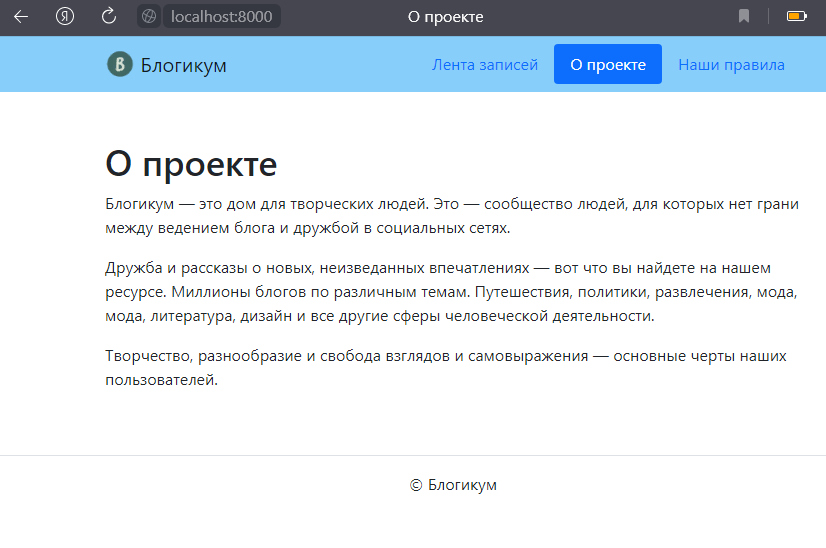 Я localhost:8000 О проекте
B Блогикум Лента записей О проекте Наши правила
О проекте
Блогикум — это дом для творческих людей. Это — сообщество людей, для которых нет грани
между ведением блога и дружбой в социальных сетях.
Дружба и рассказы о новых, неизведанных впечатлениях — вот что вы найдете на нашем
ресурсе. Миллионы блогов по различным темам. Путешествия, политики, развлечения, мода,
мода, литература, дизайн и все другие сферы человеческой деятельности.
Творчество, разнообразие и свобода взглядов и самовыражения — основные черты наших
пользователей.
© Блогикум